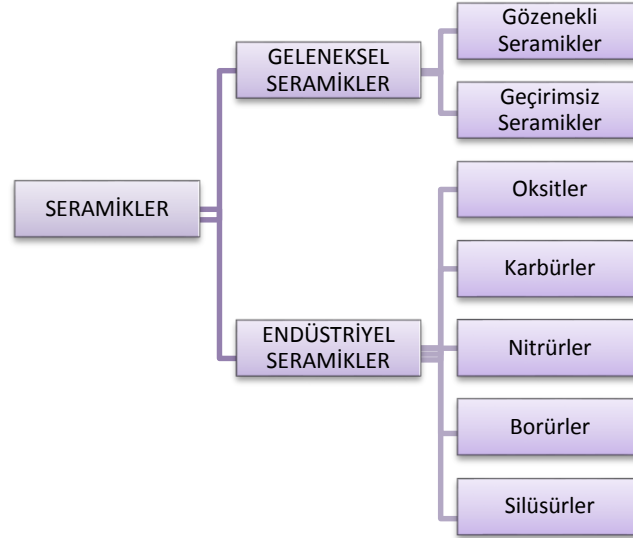 SERAMİKLER
GELENEKSEL
SERAMİKLER
Gözenekli
Seramikler
Geçirimsiz
Seramikler
ENDÜSTRİYEL
SERAMİKLER
Oksitler
Karbürler
Nitrürler
Borürler
Silüsürler